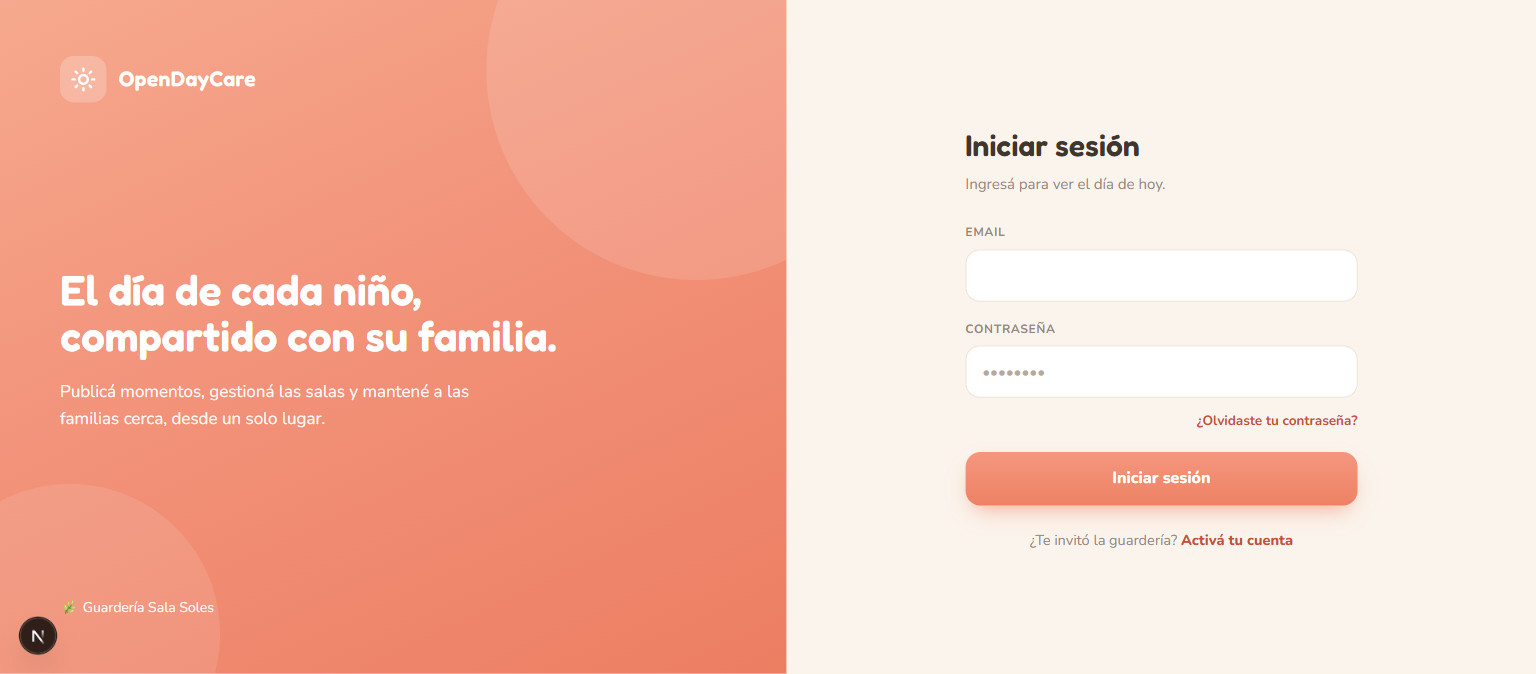 OpenDayCare
El día de cada niño,
compartido con su familia.
Publicá momentos, gestioná las salas y mantené a las
familias cerca, desde un solo lugar.
Guardería Sala Soles
N
Iniciar sesión
Ingresá para ver el día de hoy.
EMAIL
CONTRASEÑA
••••••••
¿Olvidaste tu contraseña?
Iniciar sesión
¿Te invitó la guardería? Activá tu cuenta